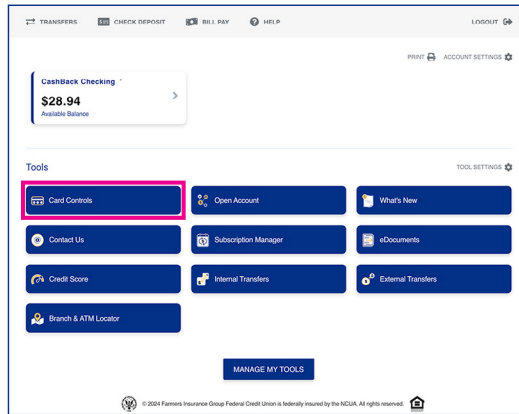 TRANSFERS CHECK DEPOSIT BILL PAY HELP LOGOUT
PRINT ACCOUNT SETTINGS
CashBack Checking
$28.94
Available Balance
Tools TOOL SETTINGS
Card Controls Open Account What's New
Contact Us Subscription Manager eDocuments
Credit Score Internal Transfers External Transfers
Branch & ATM Locator
MANAGE MY TOOLS
© 2024 Farmers Insurance Group Federal Credit Union is federally insured by the NCUA. All rights reserved.